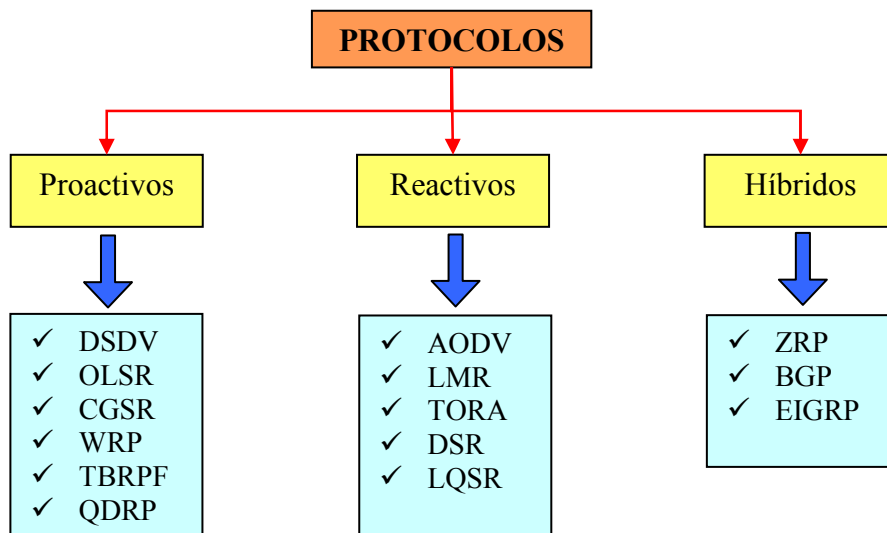 PROTOCOLOS
Proactivos
Reactivos
Híbridos
✓ DSDV
✓ OLSR
✓ CGSR
✓ WRP
✓ TBRPF
✓ QDRP
✓ AODV
✓ LMR
✓ TORA
✓ DSR
✓ LQSR
✓ ZRP
✓ BGP
✓ EIGRP